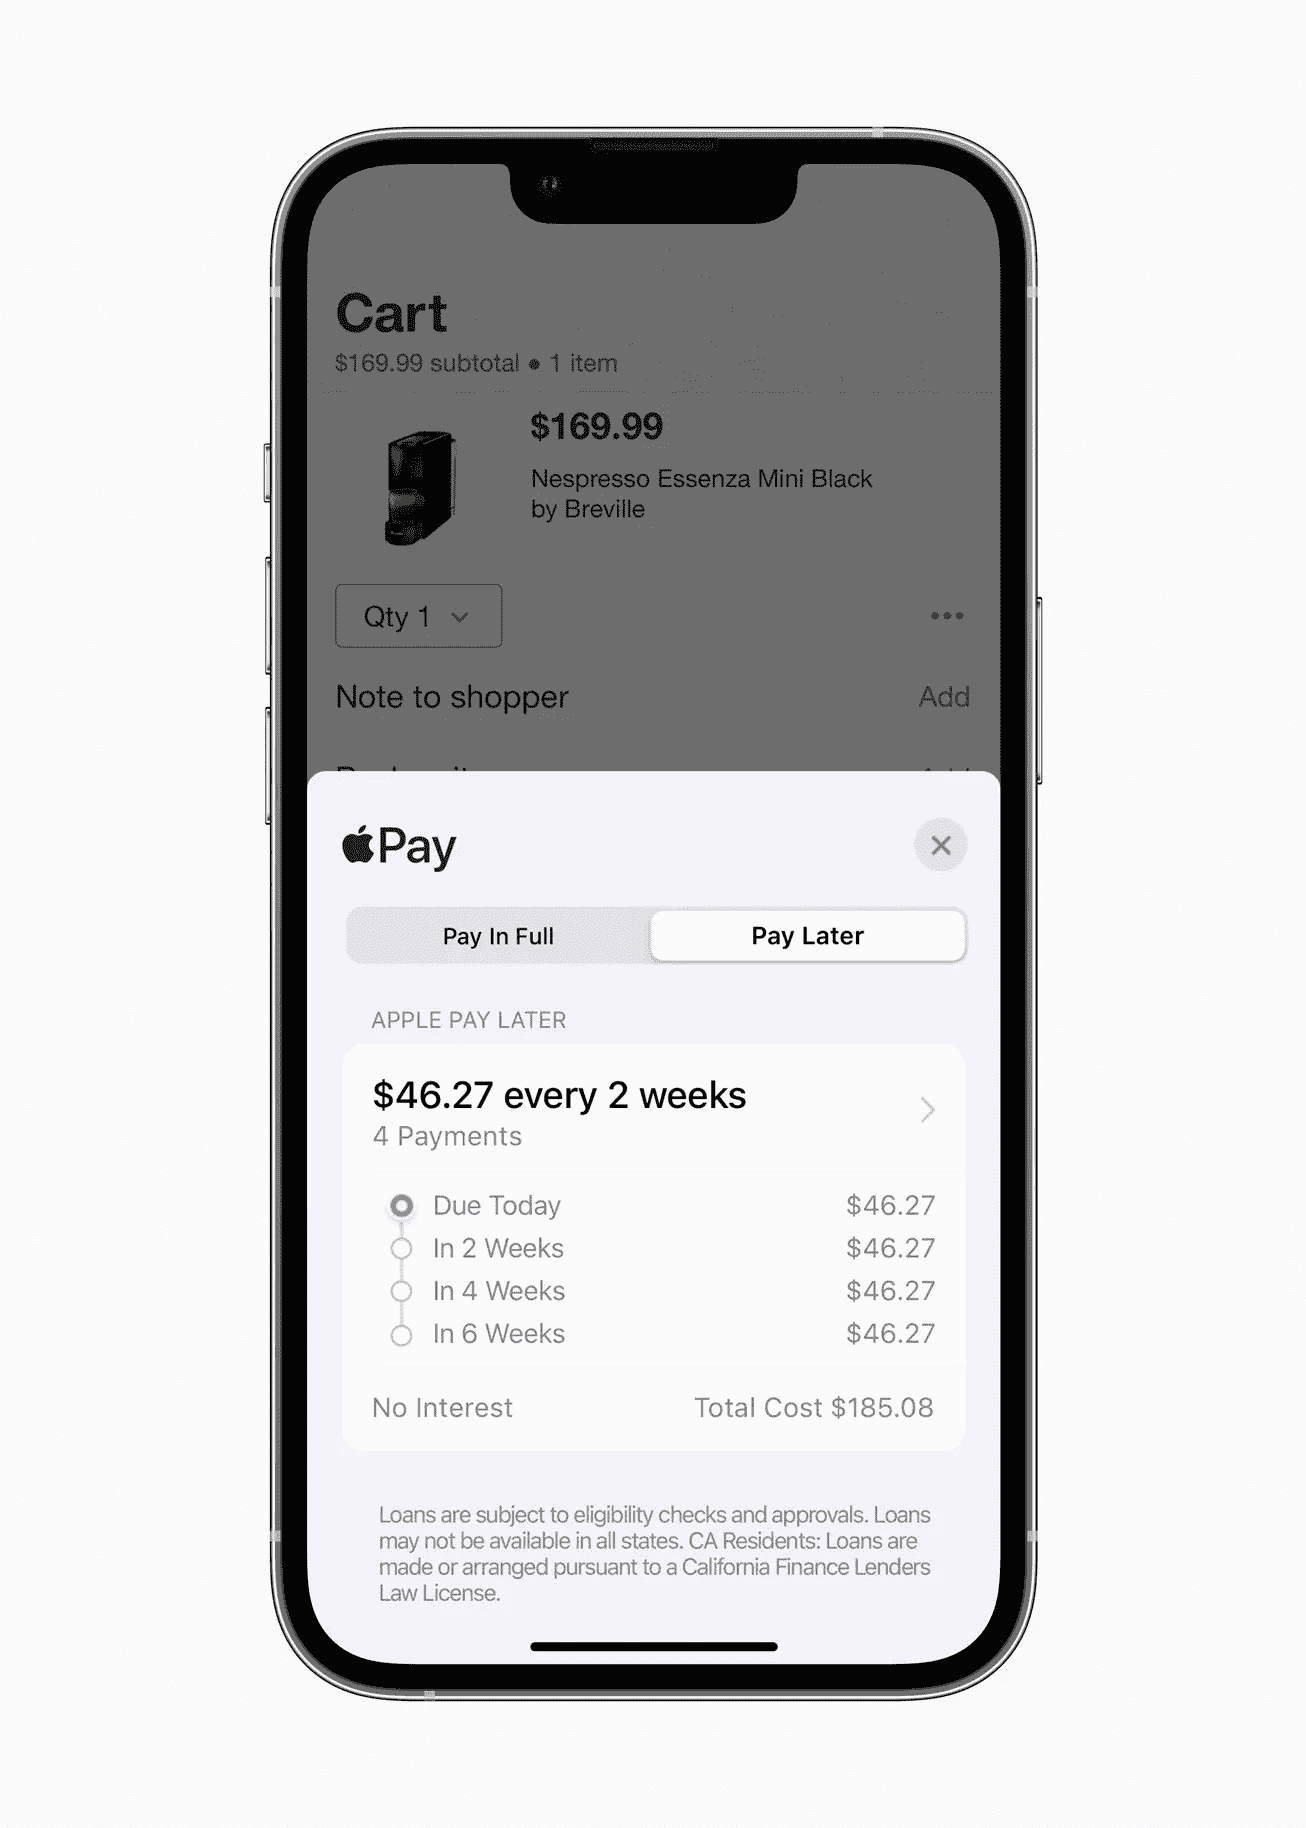 Cart
$169.99 subtotal • 1 item
$169.99
Nespresso Essenza Mini Black
by Breville
Qty 1
Note to shopper Add
Pay
Pay In Full Pay Later
APPLE PAY LATER
$46.27 every 2 weeks
4 Payments
Due Today $46.27
In 2 Weeks $46.27
In 4 Weeks $46.27
In 6 Weeks $46.27
No Interest Total Cost $185.08
Loans are subject to eligibility checks and approvals. Loans
may not be available in all states. CA Residents: Loans are
made or arranged pursuant to a California Finance Lenders
Law License.